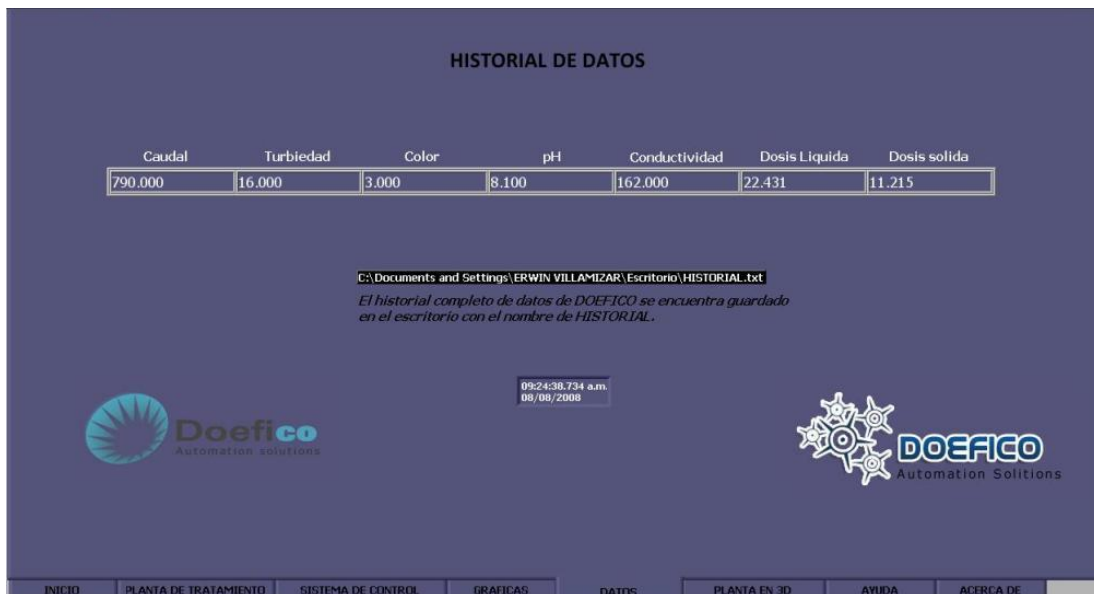 HISTORIAL DE DATOS
Caudal Turbiedad Color pH Conductividad Dosis Liquida Dosis solida
790.000 16.000 3.000 8.100 162.000 22.431 11.215
C:\Documents and Settings\ERWIN VILLAMIZAR\Escritorio\HISTORIAL.txt
El historial completo de datos de DOEFICO se encuentra guardado
en el escritorio con el nombre de HISTORIAL.
09:24:38.734 a.m.
08/08/2008
Doefico
Automation solutions
DOEFICO
Automation Solitions
INICIO PLANTA DE TRATAMIENTO SISTEMA DE CONTROL GRAFICAS DATOS PLANTA EN 3D AYUDA ACERCA DE